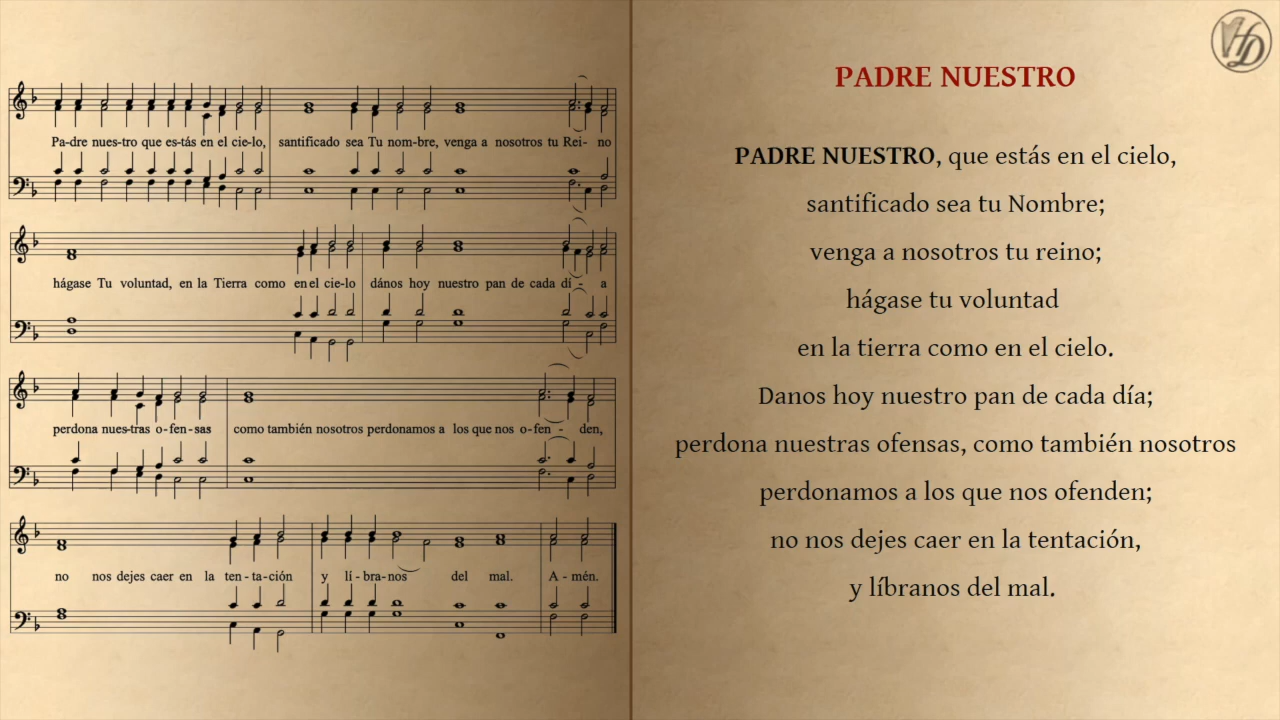 Pa-dre nues-tro que es-tás en el cie-lo, santificado sea Tu nom-bre, venga a nosotros tu Rei- no
hágase Tu voluntad, en la Tierra como en el cie-lo dános hoy nuestro pan de cada dí - a
perdona nues-tras o-fen-sas como también nosotros perdonamos a los que nos o-fen - den,
no nos dejes caer en la ten-ta-ción y lí-bra-nos del mal. A-mén.
HD
PADRE NUESTRO
PADRE NUESTRO, que estás en el cielo,
santificado sea tu Nombre;
venga a nosotros tu reino;
hágase tu voluntad
en la tierra como en el cielo.
Danos hoy nuestro pan de cada día;
perdona nuestras ofensas, como también nosotros
perdonamos a los que nos ofenden;
no nos dejes caer en la tentación,
y líbranos del mal.